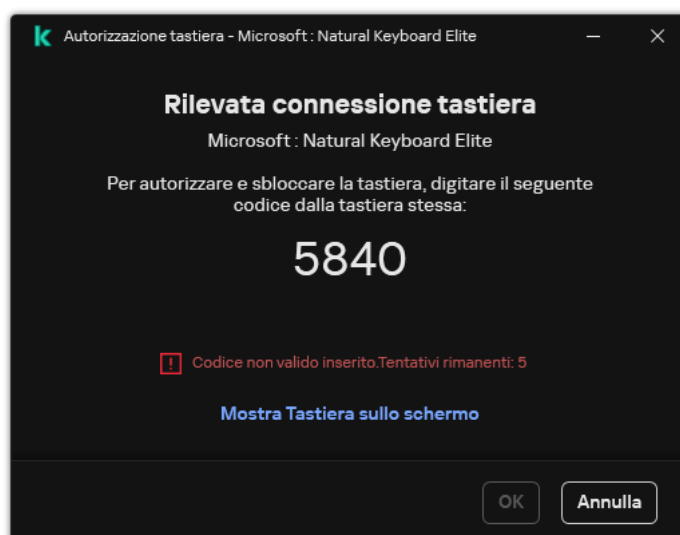 Autorizzazione tastiera - Microsoft : Natural Keyboard Elite
Rilevata connessione tastiera
Microsoft : Natural Keyboard Elite
Per autorizzare e sbloccare la tastiera, digitare il seguente
codice dalla tastiera stessa:
5840
Codice non valido inserito.Tentativi rimanenti: 5
Mostra Tastiera sullo schermo
OK
Annulla